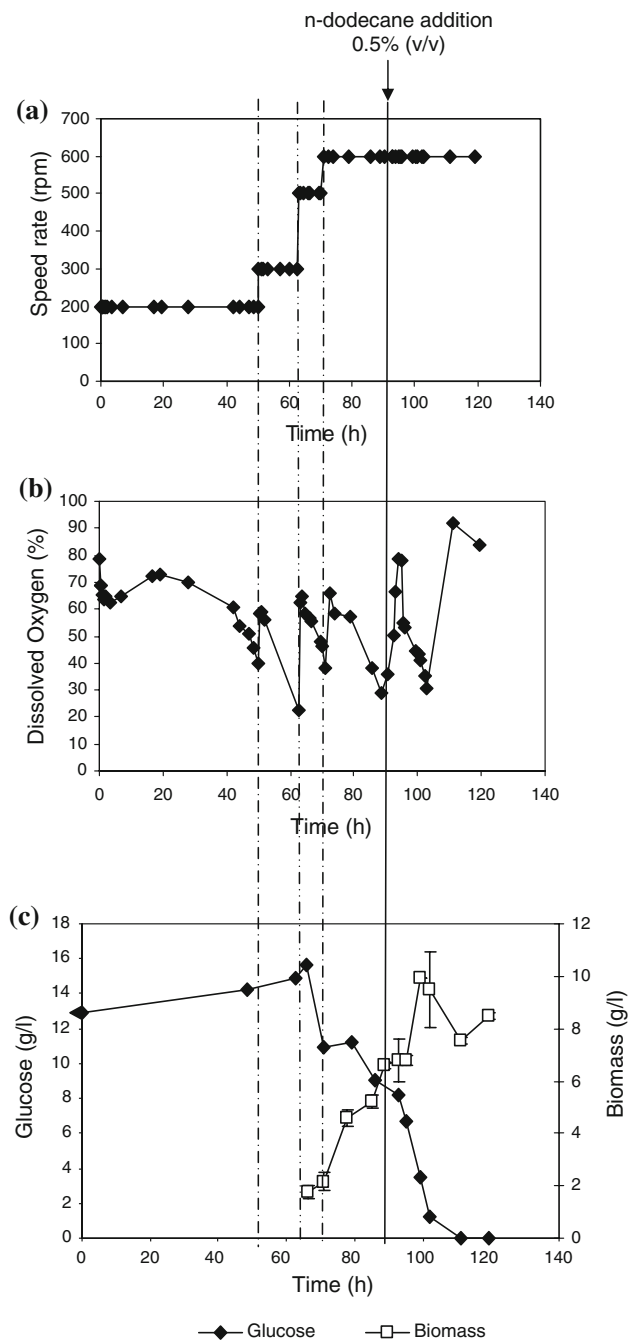 n-dodecane addition
0.5% (v/v)
(a)
700
600
500
400
300
200
100
0
Speed rate (rpm)
0 20 40 60 80 100 120 140
Time (h)
(b)
100
90
80
70
60
50
40
30
20
10
0
Dissolved Oxygen (%)
0 20 40 60 80 100 120 140
Time (h)
(c)
18
16
14
12
10
8
6
4
2
0
Glucose (g/l)
12
10
8
6
4
2
0
Biomass (g/l)
0 20 40 60 80 100 120 140
Time (h)
Glucose Biomass